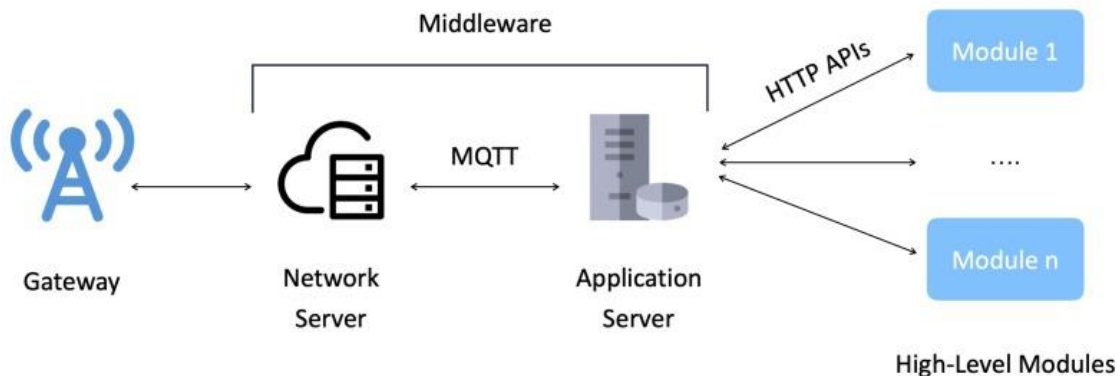 Middleware
HTTP APIs
Module 1
MQTT
....
Module n
Gateway
Network
Server
Application
Server
High-Level Modules